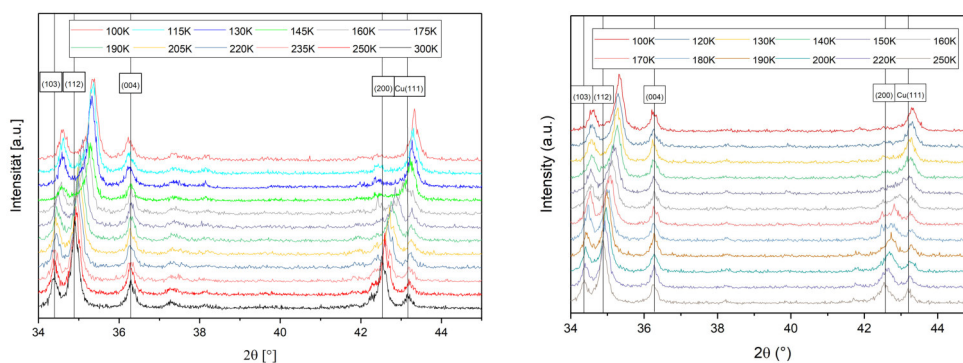 100K 115K 130K 145K 160K 175K
190K 205K 220K 235K 250K 300K
(103) (112) (004) (200) Cu(111)
Intensität [a.u.]
34 36 38 40 42 44
2θ [°]
100K 120K 130K 140K 150K 160K
170K 180K 190K 200K 220K 250K
(103) (112) (004) (200) Cu(111)
Intensity (a.u.)
34 36 38 40 42 44
2θ (°)